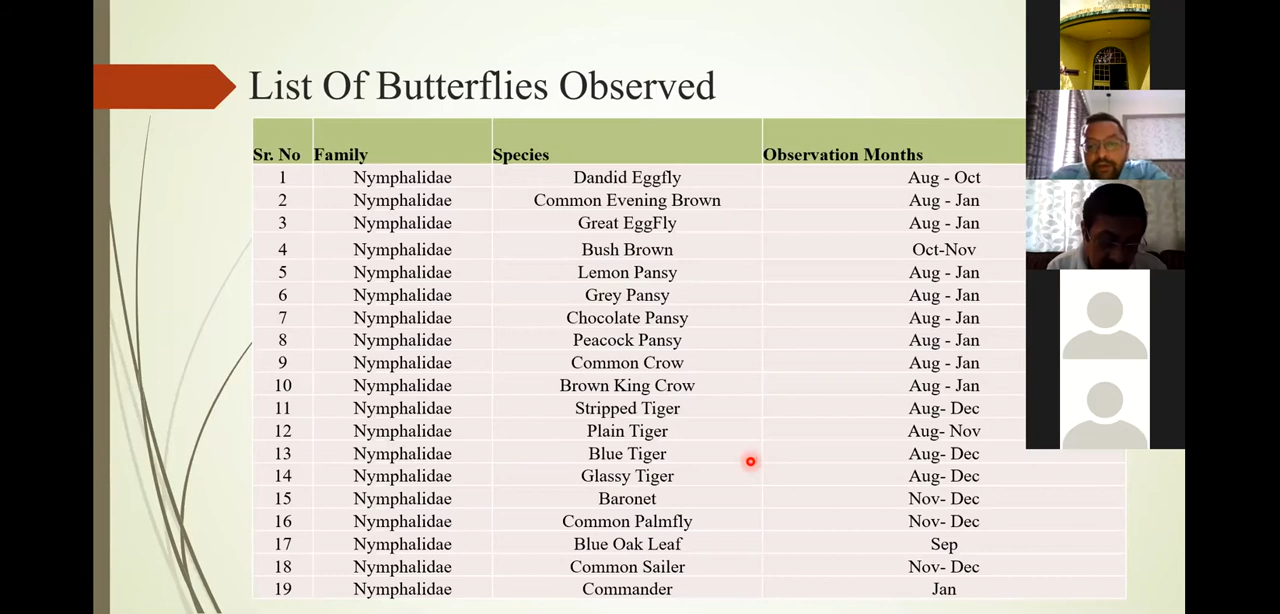 List Of Butterflies Observed
Sr. No Family Species Observation Months
1 Nymphalidae Dandid Eggfly Aug - Oct
2 Nymphalidae Common Evening Brown Aug - Jan
3 Nymphalidae Great EggFly Aug - Jan
4 Nymphalidae Bush Brown Oct-Nov
5 Nymphalidae Lemon Pansy Aug - Jan
6 Nymphalidae Grey Pansy Aug - Jan
7 Nymphalidae Chocolate Pansy Aug - Jan
8 Nymphalidae Peacock Pansy Aug - Jan
9 Nymphalidae Common Crow Aug - Jan
10 Nymphalidae Brown King Crow Aug - Jan
11 Nymphalidae Stripped Tiger Aug- Dec
12 Nymphalidae Plain Tiger Aug- Nov
13 Nymphalidae Blue Tiger Aug- Dec
14 Nymphalidae Glassy Tiger Aug- Dec
15 Nymphalidae Baronet Nov- Dec
16 Nymphalidae Common Palmfly Nov- Dec
17 Nymphalidae Blue Oak Leaf Sep
18 Nymphalidae Common Sailer Nov- Dec
19 Nymphalidae Commander Jan